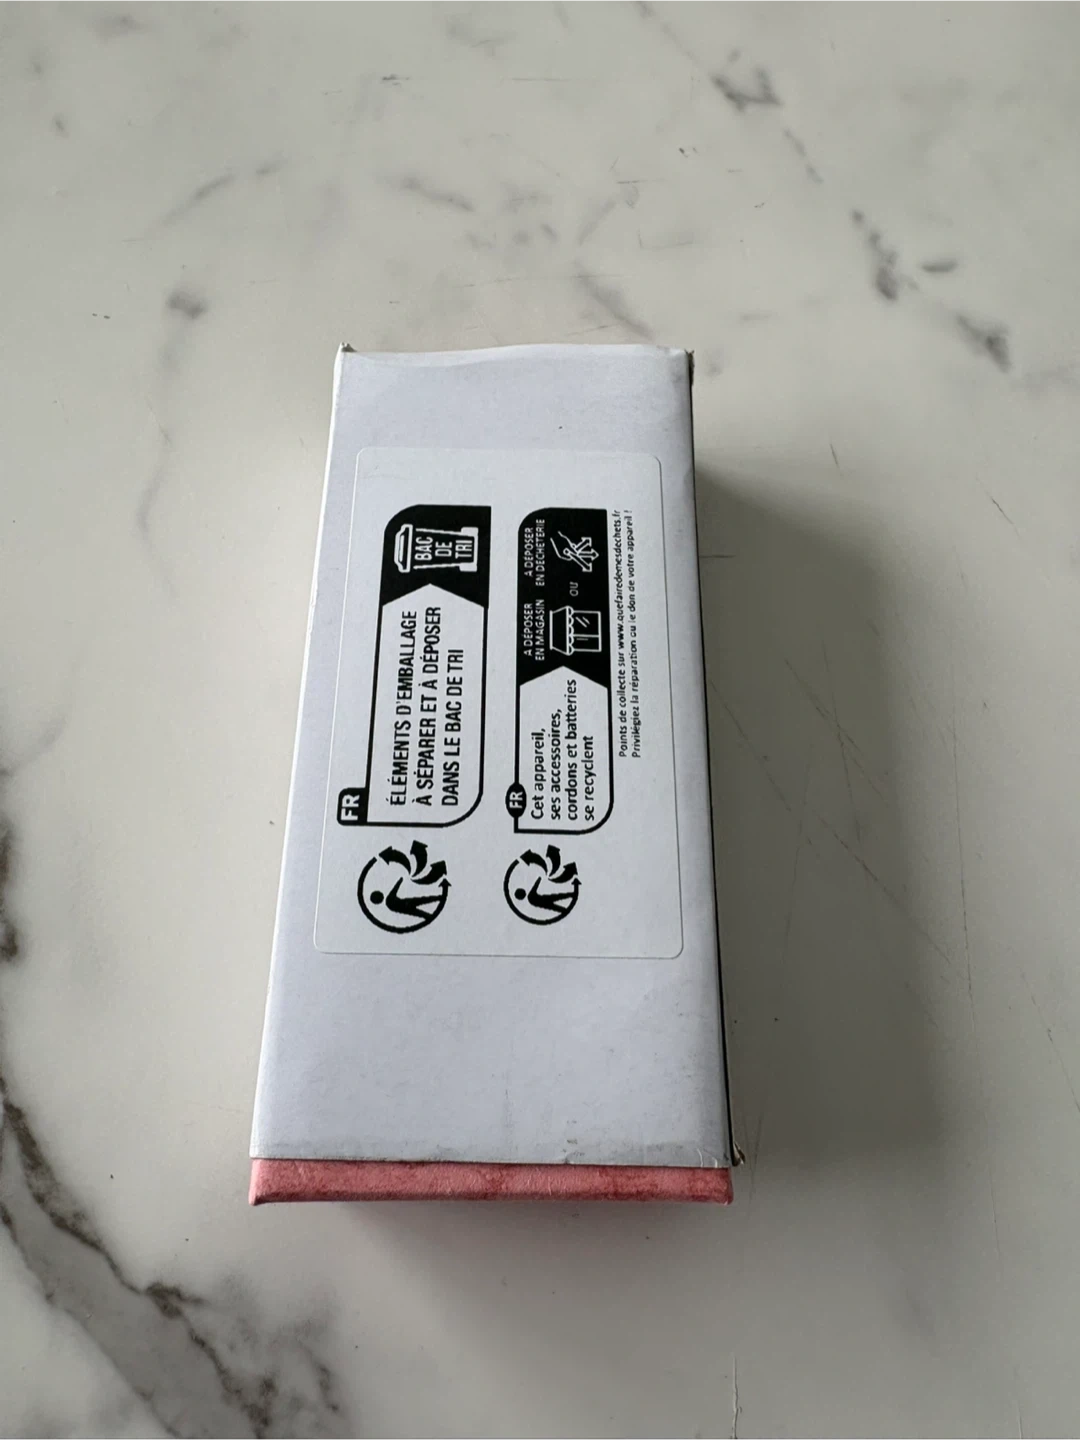 FR
ÉLÉMENTS D'EMBALLAGE
À SÉPARER ET À DÉPOSER
DANS LE BAC DE TRI
BAC
DE
TRI
FR
Cet appareil,
ses accessoires,
cordons et batteries
se recyclent
À DÉPOSER
EN MAGASIN
OU
À DÉPOSER
EN DÉCHÈTERIE
Points de collecte sur www.quefairedemesdechets.fr
Privilégiez la réparation ou le don de votre appareil !